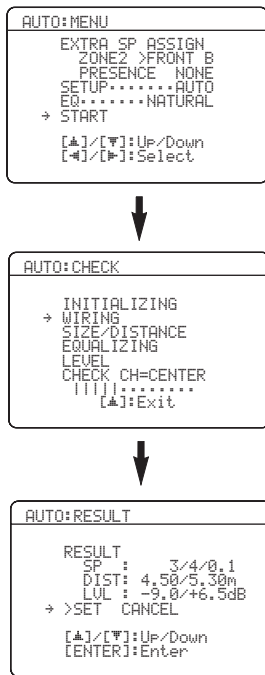 AUTO:MENU
EXTRA SP ASSIGN
ZONE2 >FRONT B
PRESENCE NONE
SETUP·······AUTO
EQ·······NATURAL
→ START
[▲]/[▼]:Up/Down
[◀]/[▶]:Select
AUTO:CHECK
INITIALIZING
→ WIRING
SIZE/DISTANCE
EQUALIZING
LEVEL
CHECK CH=CENTER
|||||········
[▲]:Exit
AUTO:RESULT
RESULT
SP : 3/4/0.1
DIST: 4.50/5.30m
LVL : -9.0/+6.5dB
→ >SET CANCEL
[▲]/[▼]:Up/Down
[ENTER]:Enter